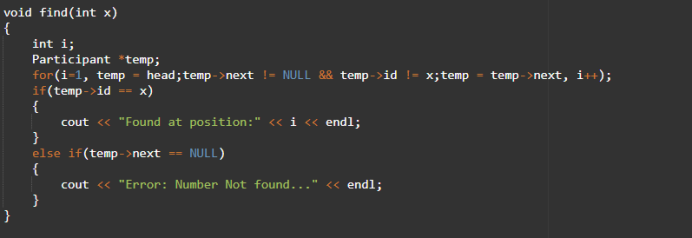 void find(int x)
{
    int i;
    Participant *temp;
    for(i=1, temp = head;temp->next != NULL && temp->id != x;temp = temp->next, i++);
    if(temp->id == x)
    {
        cout << "Found at position:" << i << endl;
    }
    else if(temp->next == NULL)
    {
        cout << "Error: Number Not found..." << endl;
    }
}